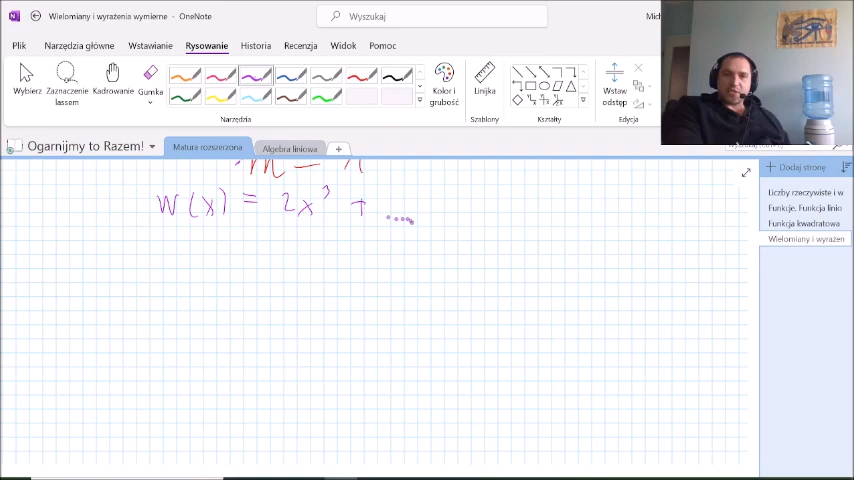 Wielomiany i wyrażenia wymierne - OneNote
Wyszukaj
Mich
Plik Narzędzia główne Wstawianie Rysowanie Historia Recenzja Widok Pomoc
Wybierz
Zaznaczenie lassem
Kadrowanie
Gumka
Kolor i grubość
Linijka
Wstaw odstęp
Narzędzia
Szablony
Kształty
Edycja
Ogarnijmy to Razem!
Matura rozszerzona
Algebra liniowa
+
Dodaj stronę
Liczby rzeczywiste i w
Funkcje. Funkcja linio
Funkcja kwadratowa
Wielomiany i wyrażen
W(x) = 2x³ + .....